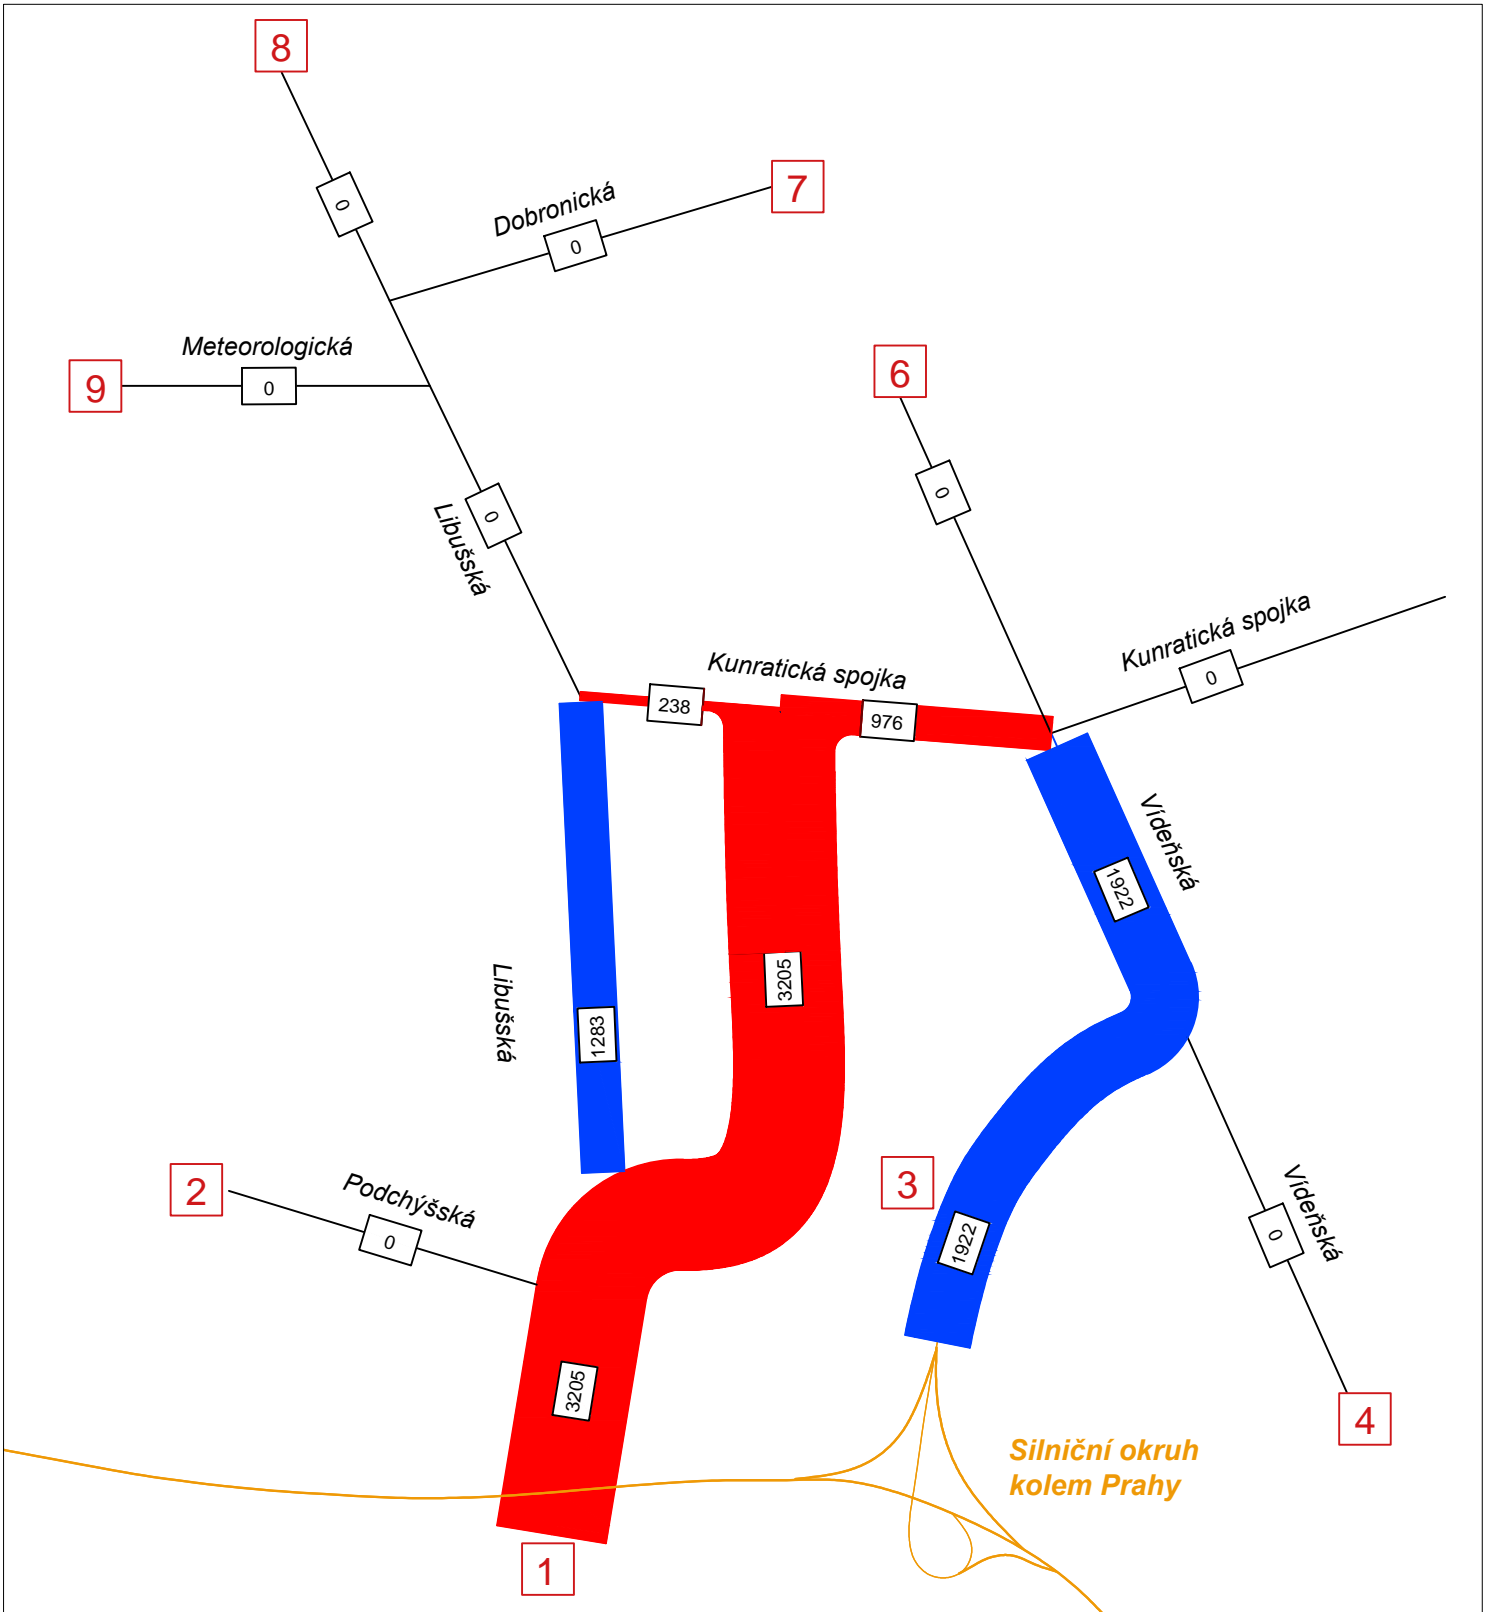 8
0
Dobronická
7
0
Meteorologická
9
0
6
0
Libušská
0
Kunratická spojka
0
Kunratická spojka
238
976
Vídeňská
1922
Libušská
3205
1283
2
Podchýšská
0
3
1922
Vídeňská
0
3205
4
Silniční okruh
kolem Prahy
1